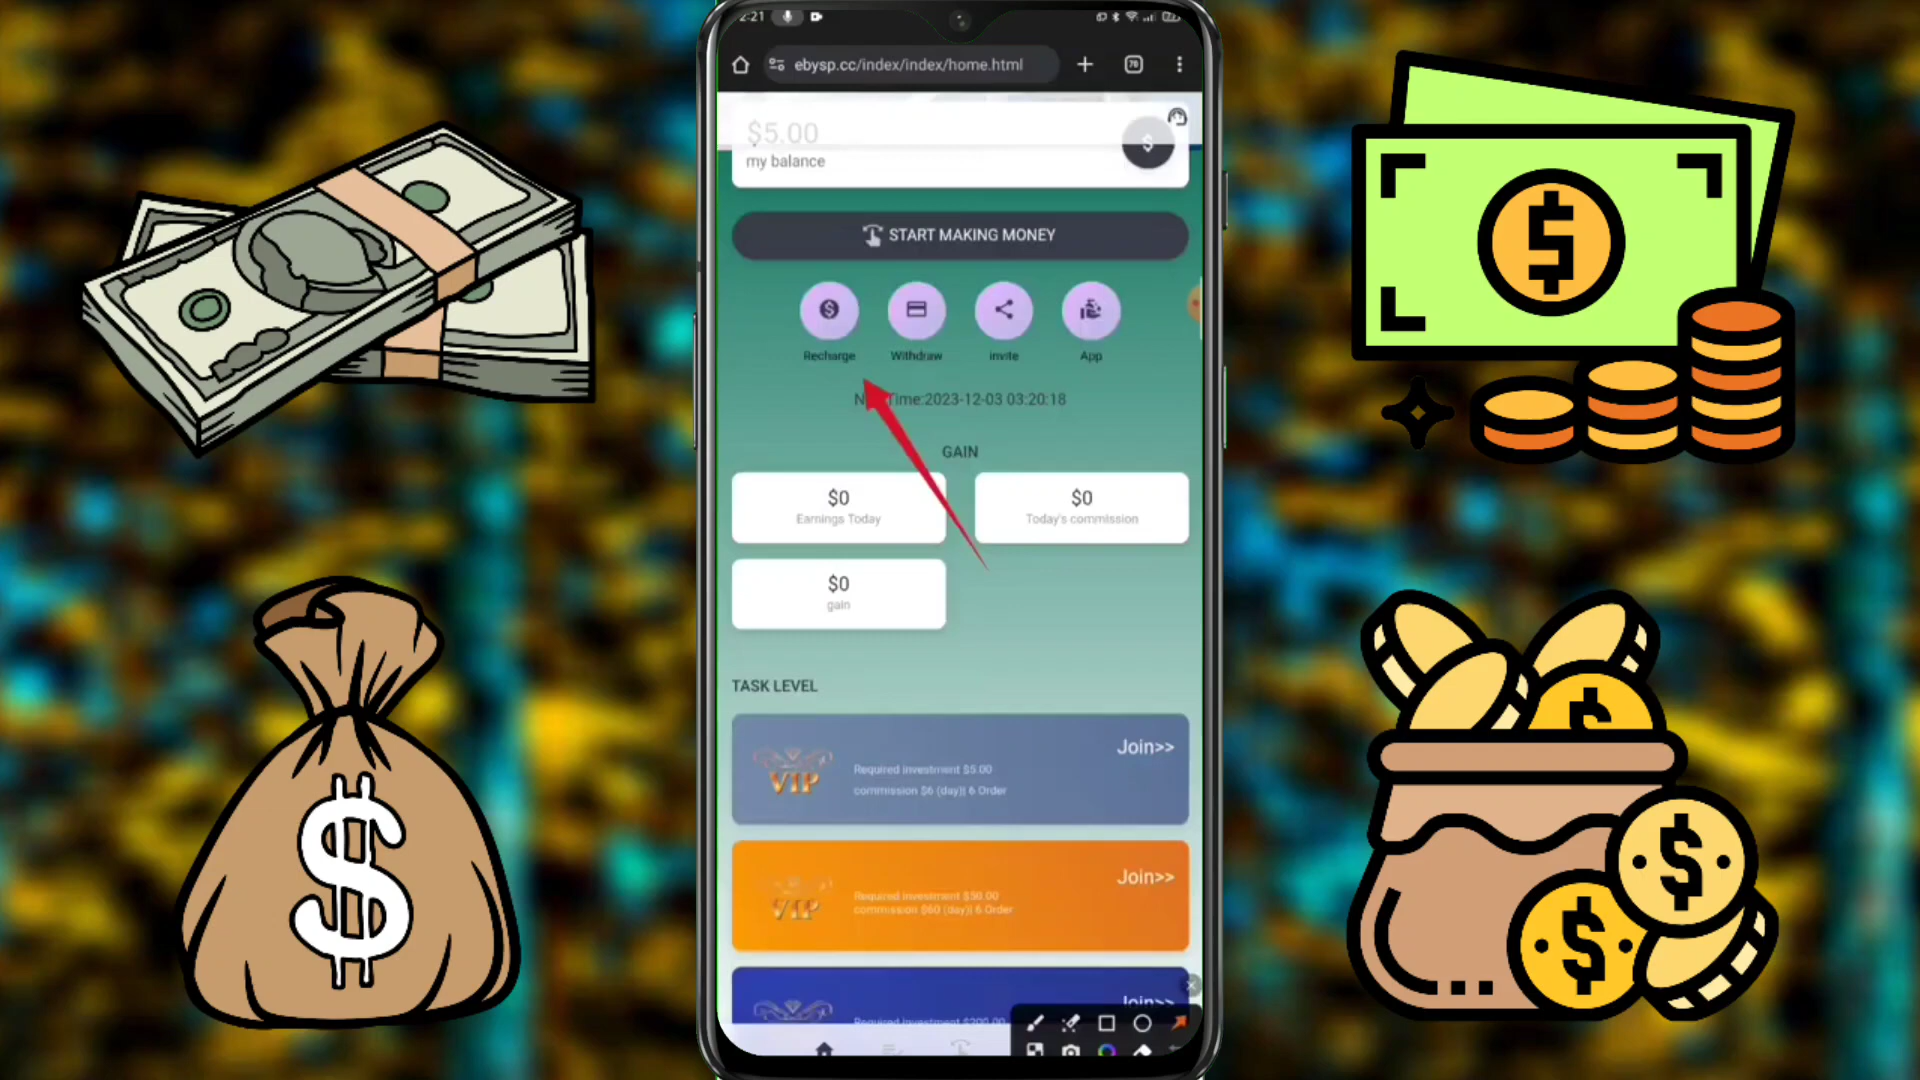 2:21
ebysp.cc/index/index/home.html
$5.00
my balance
START MAKING MONEY
Recharge Withdraw invite App
Time:2023-12-03 03:20:18
GAIN
$0
Earnings Today
$0
Today's commission
$0
gain
TASK LEVEL
VIP
Join>>
Required investment $5.00
commission $6 (day)| 6 Order
VIP
Join>>
Required investment $50.00
commission $60 (day)| 6 Order
Join>>
Required investment $200.00